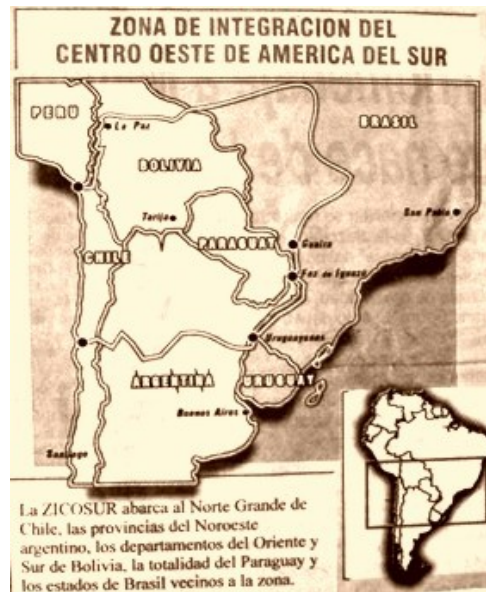 ZONA DE INTEGRACION DEL
CENTRO OESTE DE AMERICA DEL SUR
PERU
La Paz
BRASIL
BOLIVIA
Tarija
San Pablo
PARAGUAY
Guaira
CHILE
Foz de Iguazú
Uruguayana
ARGENTINA
URUGUAY
Buenos Aires
Santiago
La ZICOSUR abarca al Norte Grande de
Chile, las provincias del Noroeste
argentino, los departamentos del Oriente y
Sur de Bolivia, la totalidad del Paraguay y
los estados de Brasil vecinos a la zona.